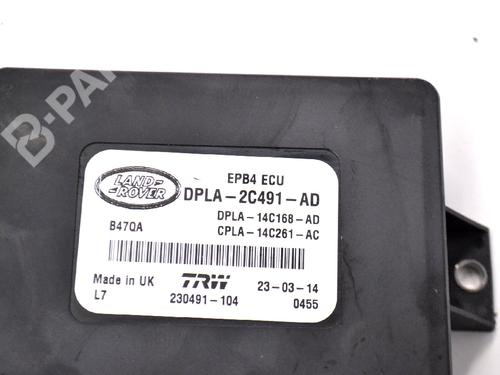 B-PARTS
EPB4 ECU
LAND-
ROVER
DPLA-2C491-AD
DPLA-14C168-AD
B47QA
CPLA-14C261-AC
Made in UK
TRW
23-03-14
L7
230491-104
0455